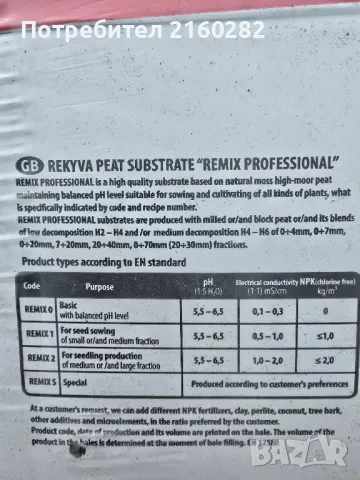 Потребител 2160282
GB REKYVA PEAT SUBSTRATE “REMIX PROFESSIONAL”
REMIX PROFESSIONAL is a high quality substrate based on natural moss high-moor peat
maintaining balanced pH level suitable for sowing and cultivating of all kinds of plants, what
is specifically indicated by code and recipe number.
REMIX PROFESSIONAL substrates are produced with milled or/and block peat or/and its blends
of low decomposition H2 – H4 and /or medium decomposition H4 – H6 of 0÷4mm, 0÷7mm,
0÷20mm, 7÷20mm, 20÷40mm, 0÷70mm (20÷30mm) fractions.
Product types according to EN standard
Code Purpose pH (1:5 H₂O) Electrical conductivity (1:1) mS/cm NPK(chlorine free) kg/m³
REMIX 0 Basic with balanced pH level 5,5 – 6,5 0,1 – 0,3 0
REMIX 1 For seed sowing of small or/and medium fraction 5,5 – 6,5 0,5 – 1,0 ≤1,0
REMIX 2 For seedling production of medium or /and large fraction 5,5 – 6,5 1,0 – 2,0 ≤ 2,0
REMIX S Special Produced according to customer's preferences
At a customer's request, we can add different NPK fertilizers, clay, perlite, coconut, tree bark,
other additives and microelements, in the ratio preferred by the customer.
Product code, date of production and its volume are printed on the bale. The volume of the
product in the bales is determined at the moment of bale filling. EN 12580
bazar